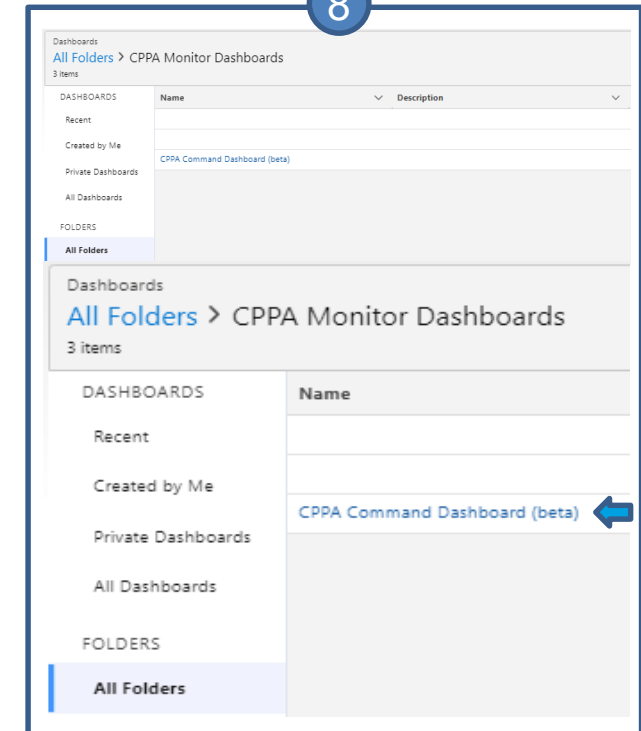 8
Dashboards
All Folders > CPPA Monitor Dashboards
3 items
DASHBOARDS Name Description
Recent
Created by Me
CPPA Command Dashboard (beta)
Private Dashboards
All Dashboards
FOLDERS
All Folders
Dashboards
All Folders > CPPA Monitor Dashboards
3 items
DASHBOARDS Name
Recent
Created by Me
CPPA Command Dashboard (beta)
Private Dashboards
All Dashboards
FOLDERS
All Folders